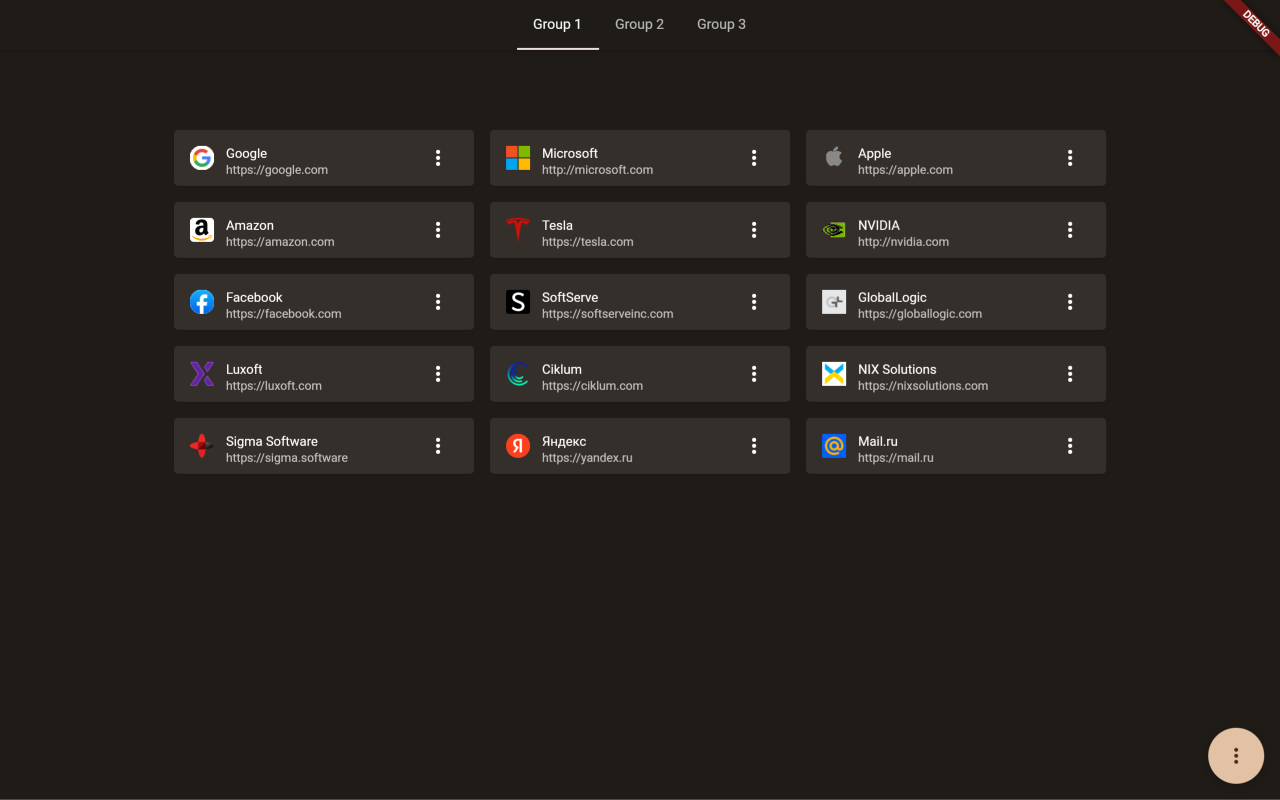 Group 1 Group 2 Group 3
DEBUG
Google Microsoft Apple
https://google.com http://microsoft.com https://apple.com
Amazon Tesla NVIDIA
https://amazon.com https://tesla.com http://nvidia.com
Facebook SoftServe GlobalLogic
https://facebook.com https://softserveinc.com https://globallogic.com
Luxoft Ciklum NIX Solutions
https://luxoft.com https://ciklum.com https://nixsolutions.com
Sigma Software Яндекс Mail.ru
https://sigma.software https://yandex.ru https://mail.ru